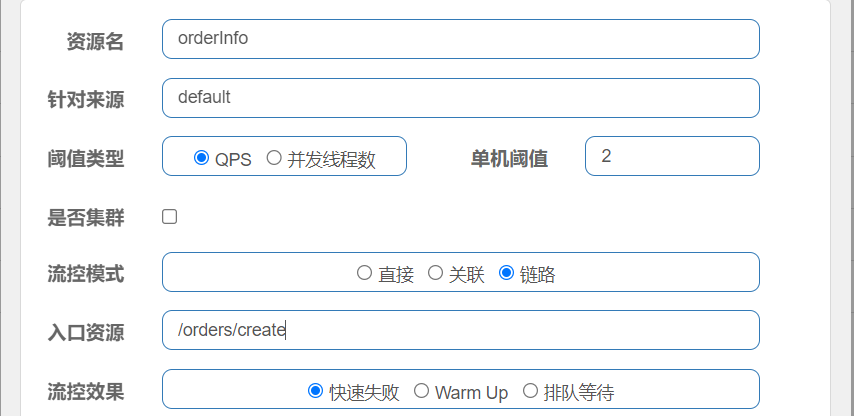 资源名 orderInfo
针对来源 default
阈值类型 QPS 并发线程数 单机阈值 2
是否集群
流控模式 直接 关联 链路
入口资源 /orders/create
流控效果 快速失败 Warm Up 排队等待